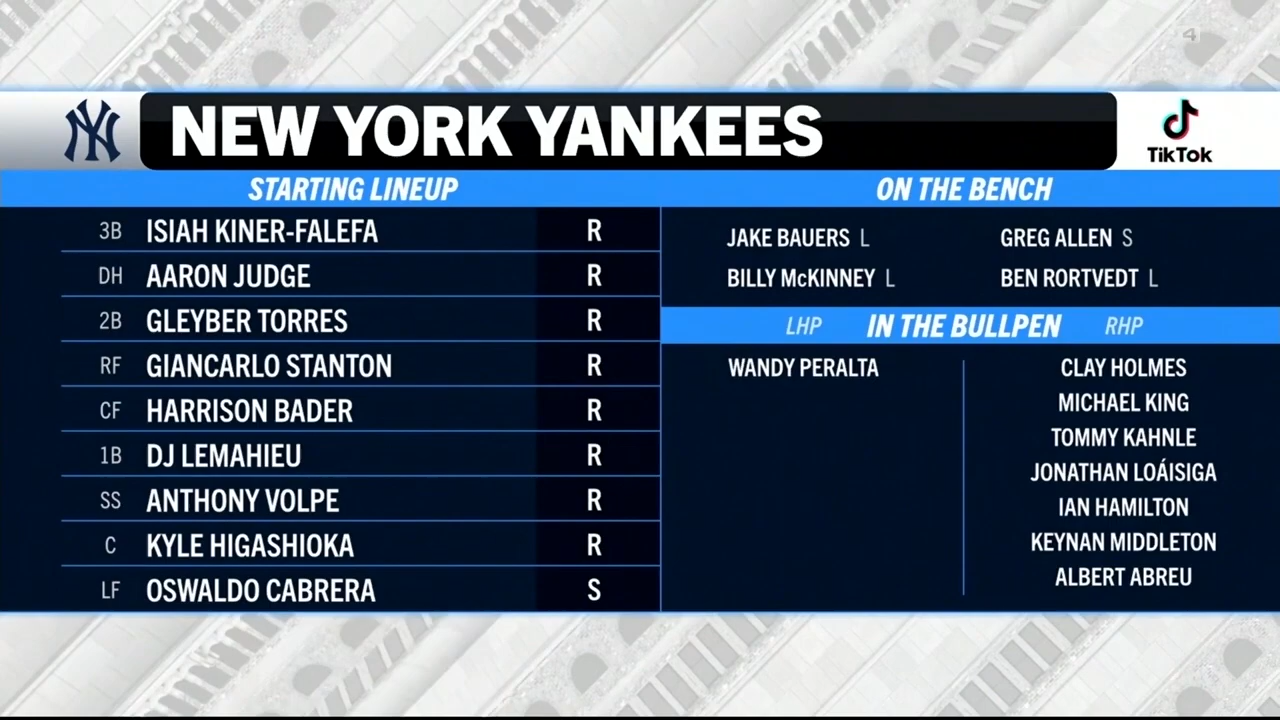 4
NEW YORK YANKEES
TikTok
STARTING LINEUP
3B ISIAH KINER-FALEFA R
DH AARON JUDGE R
2B GLEYBER TORRES R
RF GIANCARLO STANTON R
CF HARRISON BADER R
1B DJ LEMAHIEU R
SS ANTHONY VOLPE R
C KYLE HIGASHIOKA R
LF OSWALDO CABRERA S
ON THE BENCH
JAKE BAUERS L GREG ALLEN S
BILLY McKINNEY L BEN RORTVEDT L
LHP IN THE BULLPEN RHP
WANDY PERALTA CLAY HOLMES
MICHAEL KING
TOMMY KAHNLE
JONATHAN LOÁISIGA
IAN HAMILTON
KEYNAN MIDDLETON
ALBERT ABREU